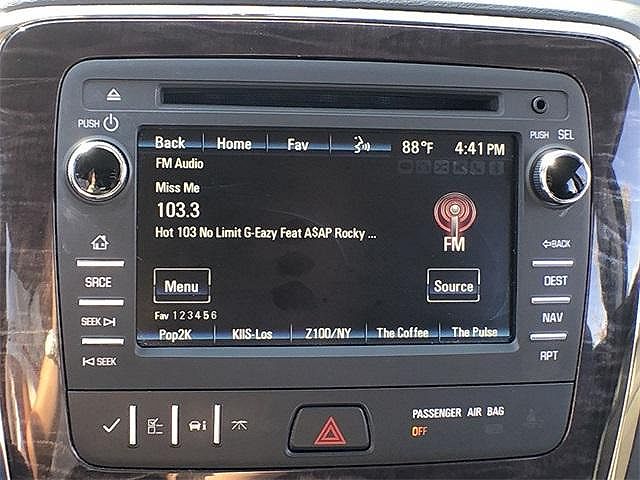 PUSH
Back Home Fav 88°F 4:41 PM
PUSH SEL
FM Audio
Miss Me
103.3
Hot 103 No Limit G-Eazy Feat A$AP Rocky ...
FM
BACK
SRCE
DEST
Menu Source
SEEK
NAV
Fav 1 2 3 4 5 6
Pop2K KIIS-Los Z100/NY The Coffee The Pulse
SEEK
RPT
PASSENGER AIR BAG
OFF